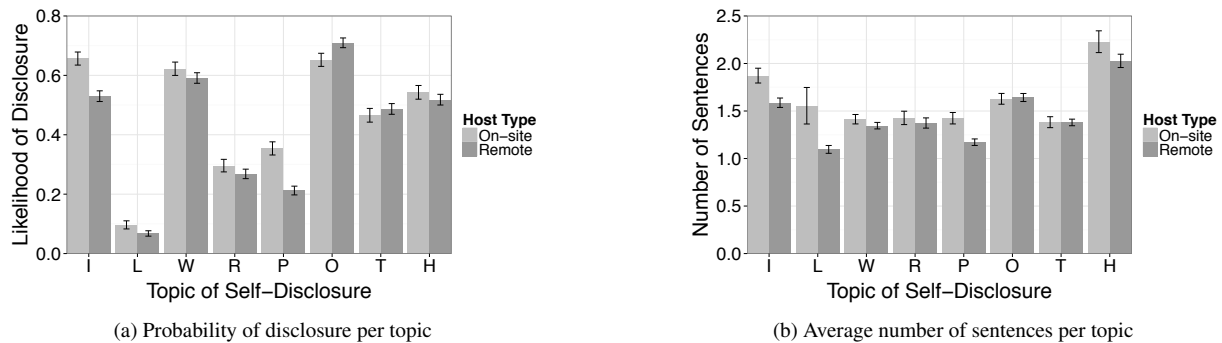 Likelihood of Disclosure
0.8
0.6
0.4
0.2
0.0
I L W R P O T H
Topic of Self−Disclosure
Host Type
On−site
Remote
(a) Probability of disclosure per topic
Number of Sentences
2.5
2.0
1.5
1.0
0.5
0.0
I L W R P O T H
Topic of Self−Disclosure
Host Type
On−site
Remote
(b) Average number of sentences per topic